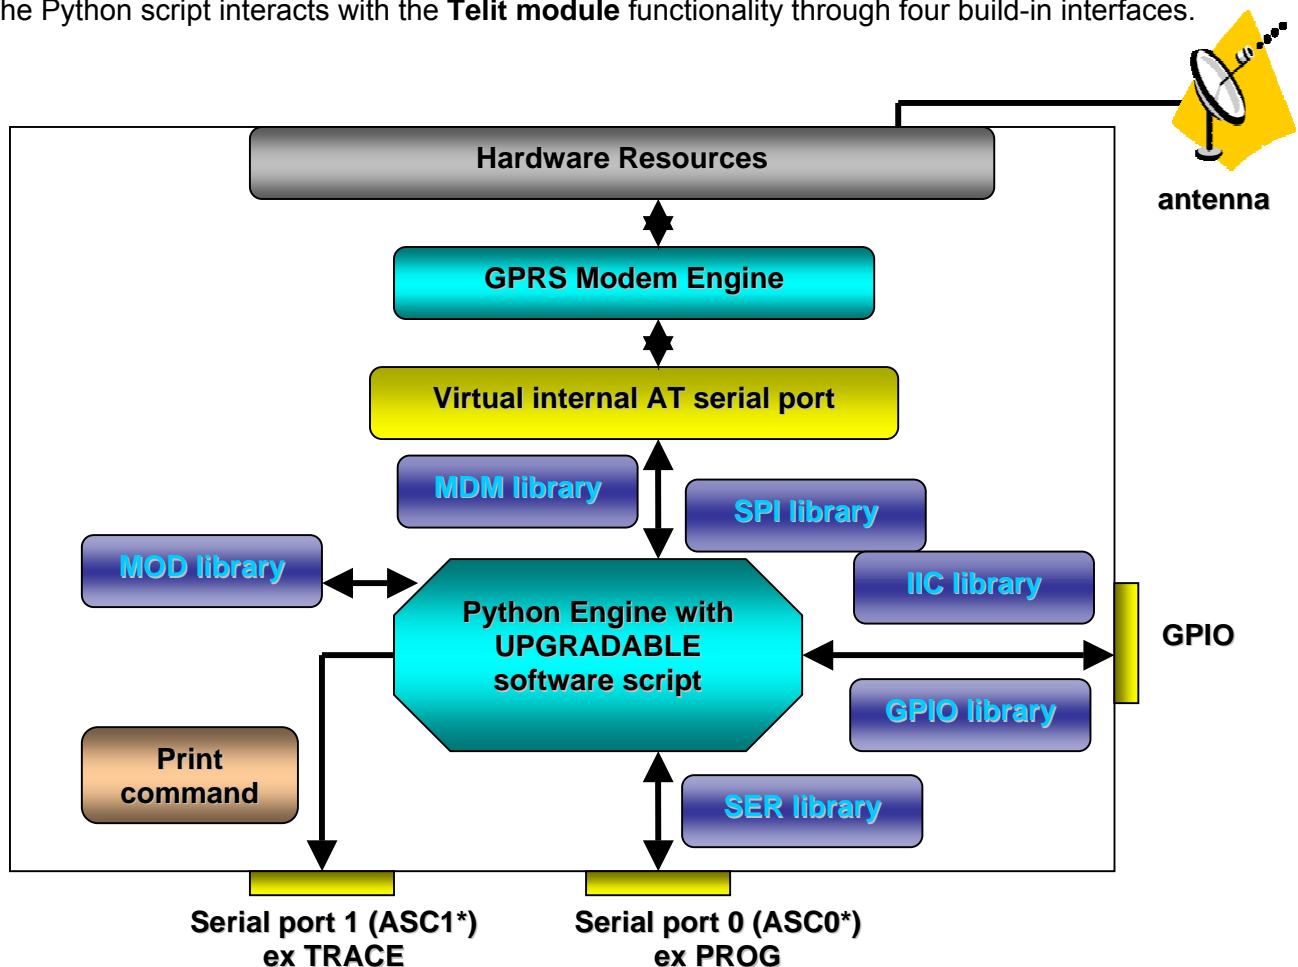 he Python script interacts with the Telit module functionality through four build-in interfaces.
antenna
Hardware Resources
GPRS Modem Engine
Virtual internal AT serial port
MDM library
SPI library
MOD library
IIC library
Python Engine with
UPGRADABLE
software script
GPIO
GPIO library
Print
command
SER library
Serial port 1 (ASC1*)
ex TRACE
Serial port 0 (ASC0*)
ex PROG